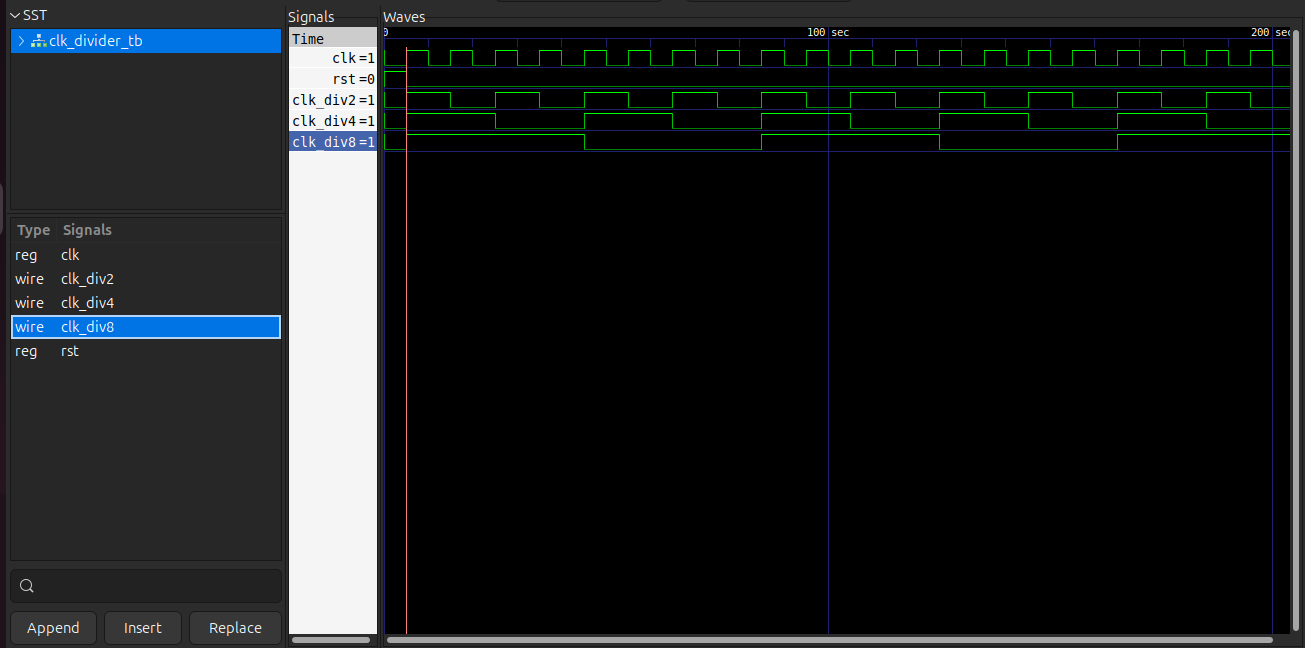 SST
clk_divider_tb
Type Signals
reg clk
wire clk_div2
wire clk_div4
wire clk_div8
reg rst
Append Insert Replace
Signals
Time
clk=1
rst=0
clk_div2=1
clk_div4=1
clk_div8=1
Waves
0 100 sec 200 sec